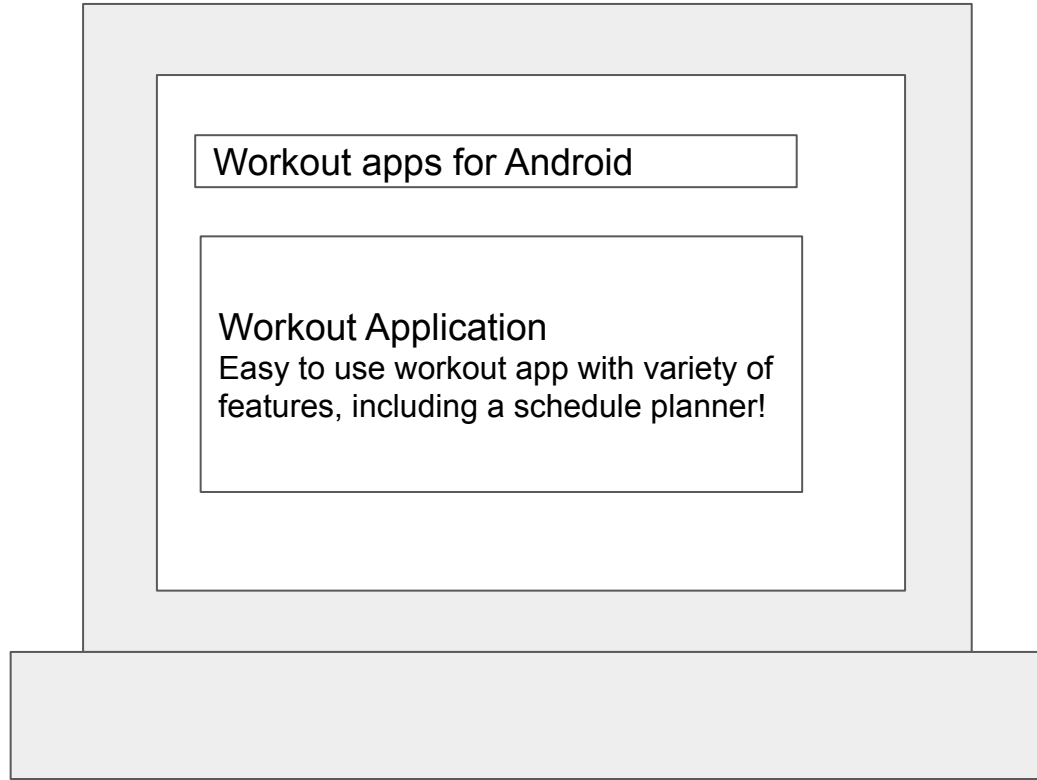 Workout apps for Android
Workout Application
Easy to use workout app with variety of
features, including a schedule planner!